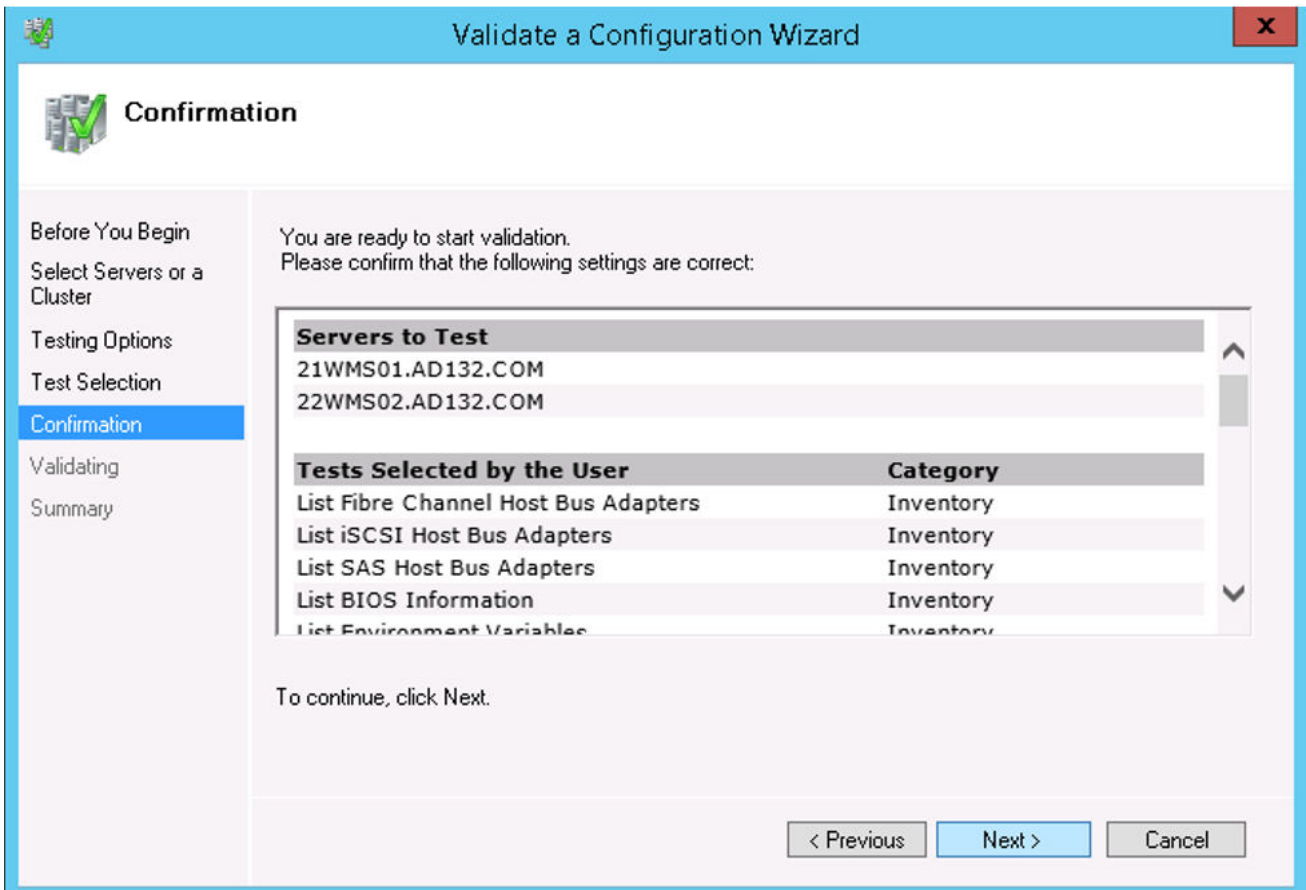 Validate a Configuration Wizard
x
Confirmation
Before You Begin
Select Servers or a
Cluster
Testing Options
Test Selection
Confirmation
Validating
Summary
You are ready to start validation.
Please confirm that the following settings are correct:
Servers to Test
21WMS01.AD132.COM
22WMS02.AD132.COM
Tests Selected by the User Category
List Fibre Channel Host Bus Adapters Inventory
List iSCSI Host Bus Adapters Inventory
List SAS Host Bus Adapters Inventory
List BIOS Information Inventory
List Environment Variables Inventory
To continue, click Next.
< Previous Next > Cancel